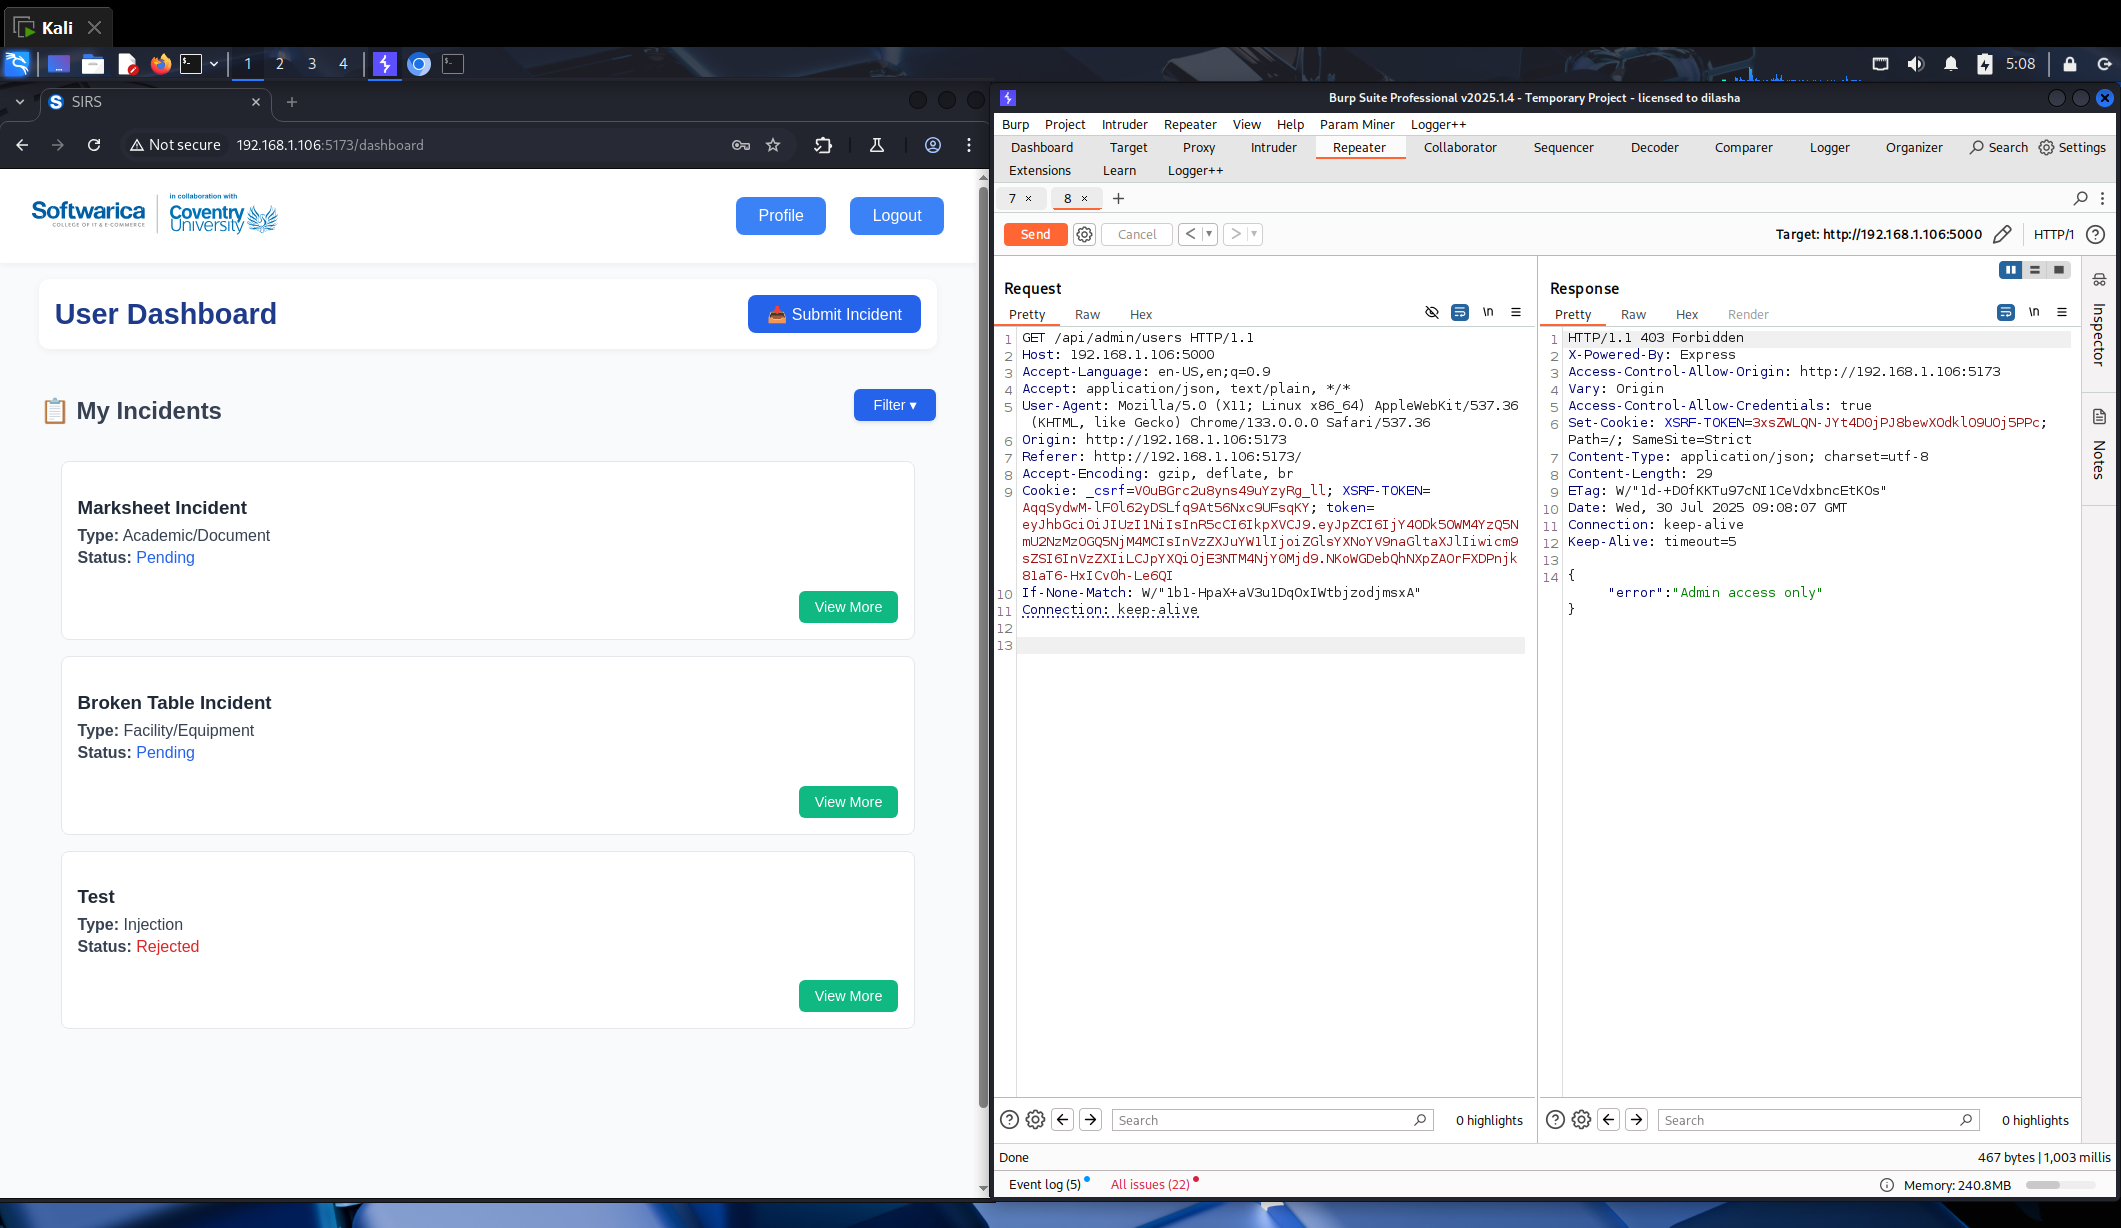 Kali
1 2 3 4
5:08
SIRS
Not secure 192.168.1.106:5173/dashboard
Softwarica
COLLEGE OF IT & E-COMMERCE
in collaboration with
Coventry
University
Profile
Logout
User Dashboard
Submit Incident
My Incidents
Filter ▾
Marksheet Incident
Type: Academic/Document
Status: Pending
View More
Broken Table Incident
Type: Facility/Equipment
Status: Pending
View More
Test
Type: Injection
Status: Rejected
View More
Burp Suite Professional v2025.1.4 - Temporary Project - licensed to dilasha
Burp Project Intruder Repeater View Help Param Miner Logger++
Dashboard Target Proxy Intruder Repeater Collaborator Sequencer Decoder Comparer Logger Organizer Search Settings
Extensions Learn Logger++
7 × 8 × +
Send Cancel < > Target: http://192.168.1.106:5000 HTTP/1
Request
Pretty Raw Hex \n
1 GET /api/admin/users HTTP/1.1
2 Host: 192.168.1.106:5000
3 Accept-Language: en-US,en;q=0.9
4 Accept: application/json, text/plain, */*
5 User-Agent: Mozilla/5.0 (X11; Linux x86_64) AppleWebKit/537.36
(KHTML, like Gecko) Chrome/133.0.0.0 Safari/537.36
6 Origin: http://192.168.1.106:5173
7 Referer: http://192.168.1.106:5173/
8 Accept-Encoding: gzip, deflate, br
9 Cookie: _csrf=V0uBGrc2u8yns49uYzyRg_ll; XSRF-TOKEN=
AqqSydwM-lF0l62yDSLfq9At56Nxc9UFsqKY; token=
eyJhbGciOiJIUzI1NiIsInR5cCI6IkpXVCJ9.eyJpZCI6IjY4ODk5OWM4YzQ5N
mU2NzMzOGQ5NjM4MCIsInVzZXJuYW1lIjoiZGlsYXNoYV9naGltaXJlIiwicm9
sZSI6InVzZXIiLCJpYXQiOjE3NTM4NjY0Mjd9.NKoWGDebQhNXpZAOrFXDPnjk
81aT6-HxICvOh-Le6QI
10 If-None-Match: W/"1b1-HpaX+aV3u1DqOxIWtbjzodjmsxA"
11 Connection: keep-alive
12
13
Search 0 highlights
Response
Pretty Raw Hex Render \n
1 HTTP/1.1 403 Forbidden
2 X-Powered-By: Express
3 Access-Control-Allow-Origin: http://192.168.1.106:5173
4 Vary: Origin
5 Access-Control-Allow-Credentials: true
6 Set-Cookie: XSRF-TOKEN=3xsZWLQN-JYt4DOjPJ8bewXOdklO9UOj5PPc;
Path=/; SameSite=Strict
7 Content-Type: application/json; charset=utf-8
8 Content-Length: 29
9 ETag: W/"1d-+DOfKKTu97cNI1CeVdxbncEtKOs"
10 Date: Wed, 30 Jul 2025 09:08:07 GMT
11 Connection: keep-alive
12 Keep-Alive: timeout=5
13
14 {
"error":"Admin access only"
}
Search 0 highlights
Inspector
Notes
Done 467 bytes | 1,003 millis
Event log (5) All issues (22) Memory: 240.8MB